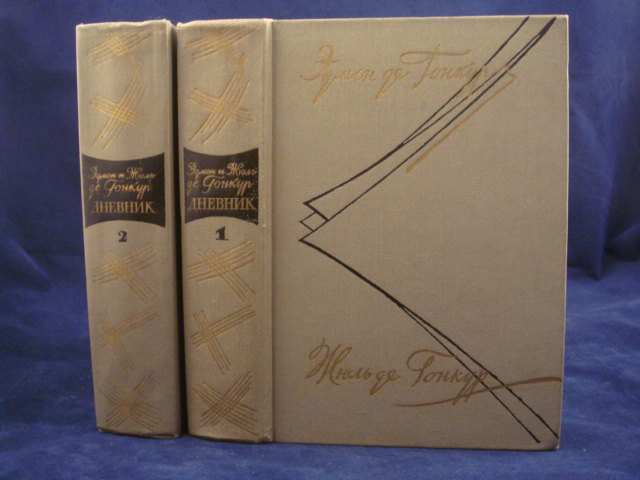 Эдмон и Жюль
де Гонкур
ДНЕВНИК
2
Эдмон и Жюль
де Гонкур
ДНЕВНИК
1
Эдмон де Гонкур
Жюль де Гонкур